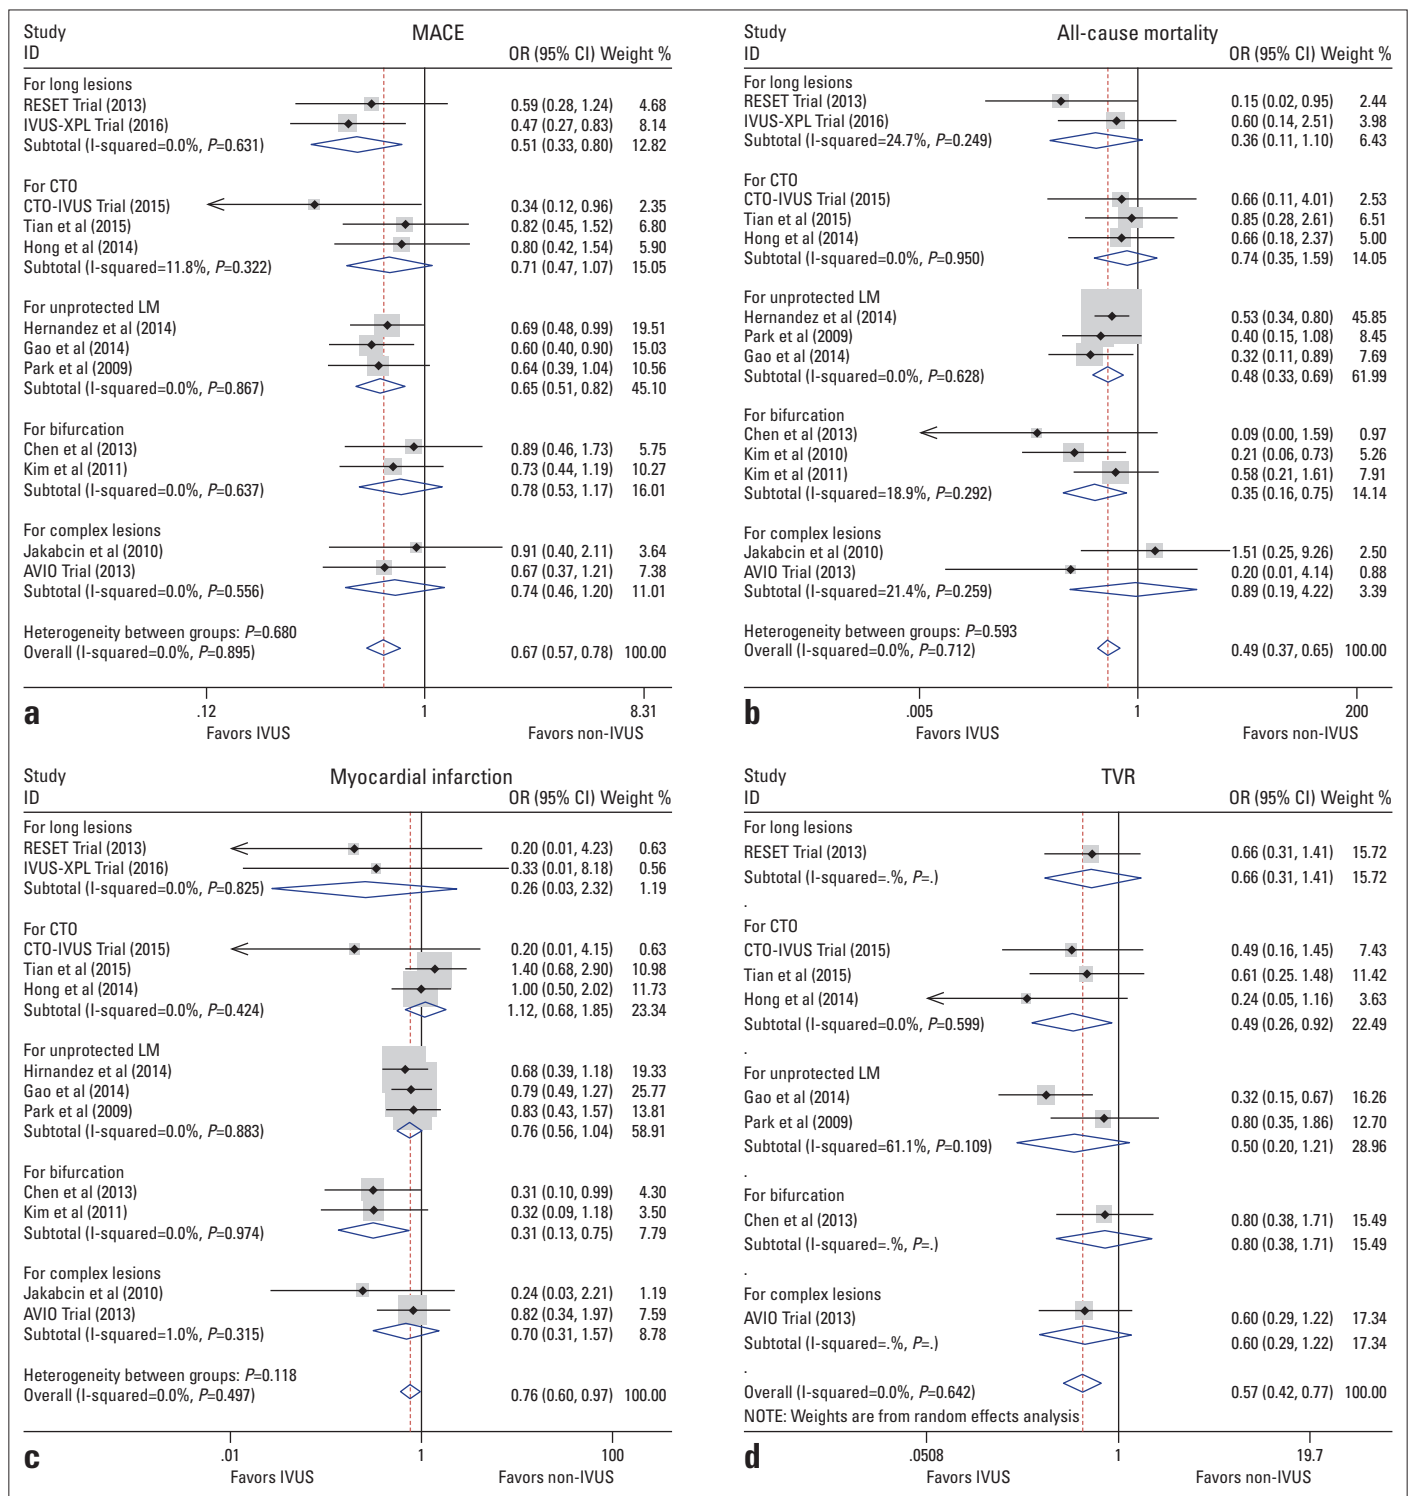 Study MACE
ID OR (95% CI) Weight %
For long lesions
RESET Trial (2013) 0.59 (0.28, 1.24) 4.68
IVUS-XPL Trial (2016) 0.47 (0.27, 0.83) 8.14
Subtotal (I-squared=0.0%, P=0.631) 0.51 (0.33, 0.80) 12.82
For CTO
CTO-IVUS Trial (2015) 0.34 (0.12, 0.96) 2.35
Tian et al (2015) 0.82 (0.45, 1.52) 6.80
Hong et al (2014) 0.80 (0.42, 1.54) 5.90
Subtotal (I-squared=11.8%, P=0.322) 0.71 (0.47, 1.07) 15.05
For unprotected LM
Hernandez et al (2014) 0.69 (0.48, 0.99) 19.51
Gao et al (2014) 0.60 (0.40, 0.90) 15.03
Park et al (2009) 0.64 (0.39, 1.04) 10.56
Subtotal (I-squared=0.0%, P=0.867) 0.65 (0.51, 0.82) 45.10
For bifurcation
Chen et al (2013) 0.89 (0.46, 1.73) 5.75
Kim et al (2011) 0.73 (0.44, 1.19) 10.27
Subtotal (I-squared=0.0%, P=0.637) 0.78 (0.53, 1.17) 16.01
For complex lesions
Jakabcin et al (2010) 0.91 (0.40, 2.11) 3.64
AVIO Trial (2013) 0.67 (0.37, 1.21) 7.38
Subtotal (I-squared=0.0%, P=0.556) 0.74 (0.46, 1.20) 11.01
Heterogeneity between groups: P=0.680
Overall (I-squared=0.0%, P=0.895) 0.67 (0.57, 0.78) 100.00
.12 1 8.31
a Favors IVUS Favors non-IVUS
Study All-cause mortality
ID OR (95% CI) Weight %
For long lesions
RESET Trial (2013) 0.15 (0.02, 0.95) 2.44
IVUS-XPL Trial (2016) 0.60 (0.14, 2.51) 3.98
Subtotal (I-squared=24.7%, P=0.249) 0.36 (0.11, 1.10) 6.43
For CTO
CTO-IVUS Trial (2015) 0.66 (0.11, 4.01) 2.53
Tian et al (2015) 0.85 (0.28, 2.61) 6.51
Hong et al (2014) 0.66 (0.18, 2.37) 5.00
Subtotal (I-squared=0.0%, P=0.950) 0.74 (0.35, 1.59) 14.05
For unprotected LM
Hernandez et al (2014) 0.53 (0.34, 0.80) 45.85
Park et al (2009) 0.40 (0.15, 1.08) 8.45
Gao et al (2014) 0.32 (0.11, 0.89) 7.69
Subtotal (I-squared=0.0%, P=0.628) 0.48 (0.33, 0.69) 61.99
For bifurcation
Chen et al (2013) 0.09 (0.00, 1.59) 0.97
Kim et al (2010) 0.21 (0.06, 0.73) 5.26
Kim et al (2011) 0.58 (0.21, 1.61) 7.91
Subtotal (I-squared=18.9%, P=0.292) 0.35 (0.16, 0.75) 14.14
For complex lesions
Jakabcin et al (2010) 1.51 (0.25, 9.26) 2.50
AVIO Trial (2013) 0.20 (0.01, 4.14) 0.88
Subtotal (I-squared=21.4%, P=0.259) 0.89 (0.19, 4.22) 3.39
Heterogeneity between groups: P=0.593
Overall (I-squared=0.0%, P=0.712) 0.49 (0.37, 0.65) 100.00
.005 1 200
b Favors IVUS Favors non-IVUS
Study Myocardial infarction
ID OR (95% CI) Weight %
For long lesions
RESET Trial (2013) 0.20 (0.01, 4.23) 0.63
IVUS-XPL Trial (2016) 0.33 (0.01, 8.18) 0.56
Subtotal (I-squared=0.0%, P=0.825) 0.26 (0.03, 2.32) 1.19
For CTO
CTO-IVUS Trial (2015) 0.20 (0.01, 4.15) 0.63
Tian et al (2015) 1.40 (0.68, 2.90) 10.98
Hong et al (2014) 1.00 (0.50, 2.02) 11.73
Subtotal (I-squared=0.0%, P=0.424) 1.12, (0.68, 1.85) 23.34
For unprotected LM
Hirnandez et al (2014) 0.68 (0.39, 1.18) 19.33
Gao et al (2014) 0.79 (0.49, 1.27) 25.77
Park et al (2009) 0.83 (0.43, 1.57) 13.81
Subtotal (I-squared=0.0%, P=0.883) 0.76 (0.56, 1.04) 58.91
For bifurcation
Chen et al (2013) 0.31 (0.10, 0.99) 4.30
Kim et al (2011) 0.32 (0.09, 1.18) 3.50
Subtotal (I-squared=0.0%, P=0.974) 0.31 (0.13, 0.75) 7.79
For complex lesions
Jakabcin et al (2010) 0.24 (0.03, 2.21) 1.19
AVIO Trial (2013) 0.82 (0.34, 1.97) 7.59
Subtotal (I-squared=1.0%, P=0.315) 0.70 (0.31, 1.57) 8.78
Heterogeneity between groups: P=0.118
Overall (I-squared=0.0%, P=0.497) 0.76 (0.60, 0.97) 100.00
.01 1 100
c Favors IVUS Favors non-IVUS
Study TVR
ID OR (95% CI) Weight %
For long lesions
RESET Trial (2013) 0.66 (0.31, 1.41) 15.72
Subtotal (I-squared=.%, P=.) 0.66 (0.31, 1.41) 15.72
.
For CTO
CTO-IVUS Trial (2015) 0.49 (0.16, 1.45) 7.43
Tian et al (2015) 0.61 (0.25. 1.48) 11.42
Hong et al (2014) 0.24 (0.05, 1.16) 3.63
Subtotal (I-squared=0.0%, P=0.599) 0.49 (0.26, 0.92) 22.49
.
For unprotected LM
Gao et al (2014) 0.32 (0.15, 0.67) 16.26
Park et al (2009) 0.80 (0.35, 1.86) 12.70
Subtotal (I-squared=61.1%, P=0.109) 0.50 (0.20, 1.21) 28.96
.
For bifurcation
Chen et al (2013) 0.80 (0.38, 1.71) 15.49
Subtotal (I-squared=.%, P=.) 0.80 (0.38, 1.71) 15.49
.
For complex lesions
AVIO Trial (2013) 0.60 (0.29, 1.22) 17.34
Subtotal (I-squared=.%, P=.) 0.60 (0.29, 1.22) 17.34
.
Overall (I-squared=0.0%, P=0.642) 0.57 (0.42, 0.77) 100.00
NOTE: Weights are from random effects analysis
.0508 1 19.7
d Favors IVUS Favors non-IVUS